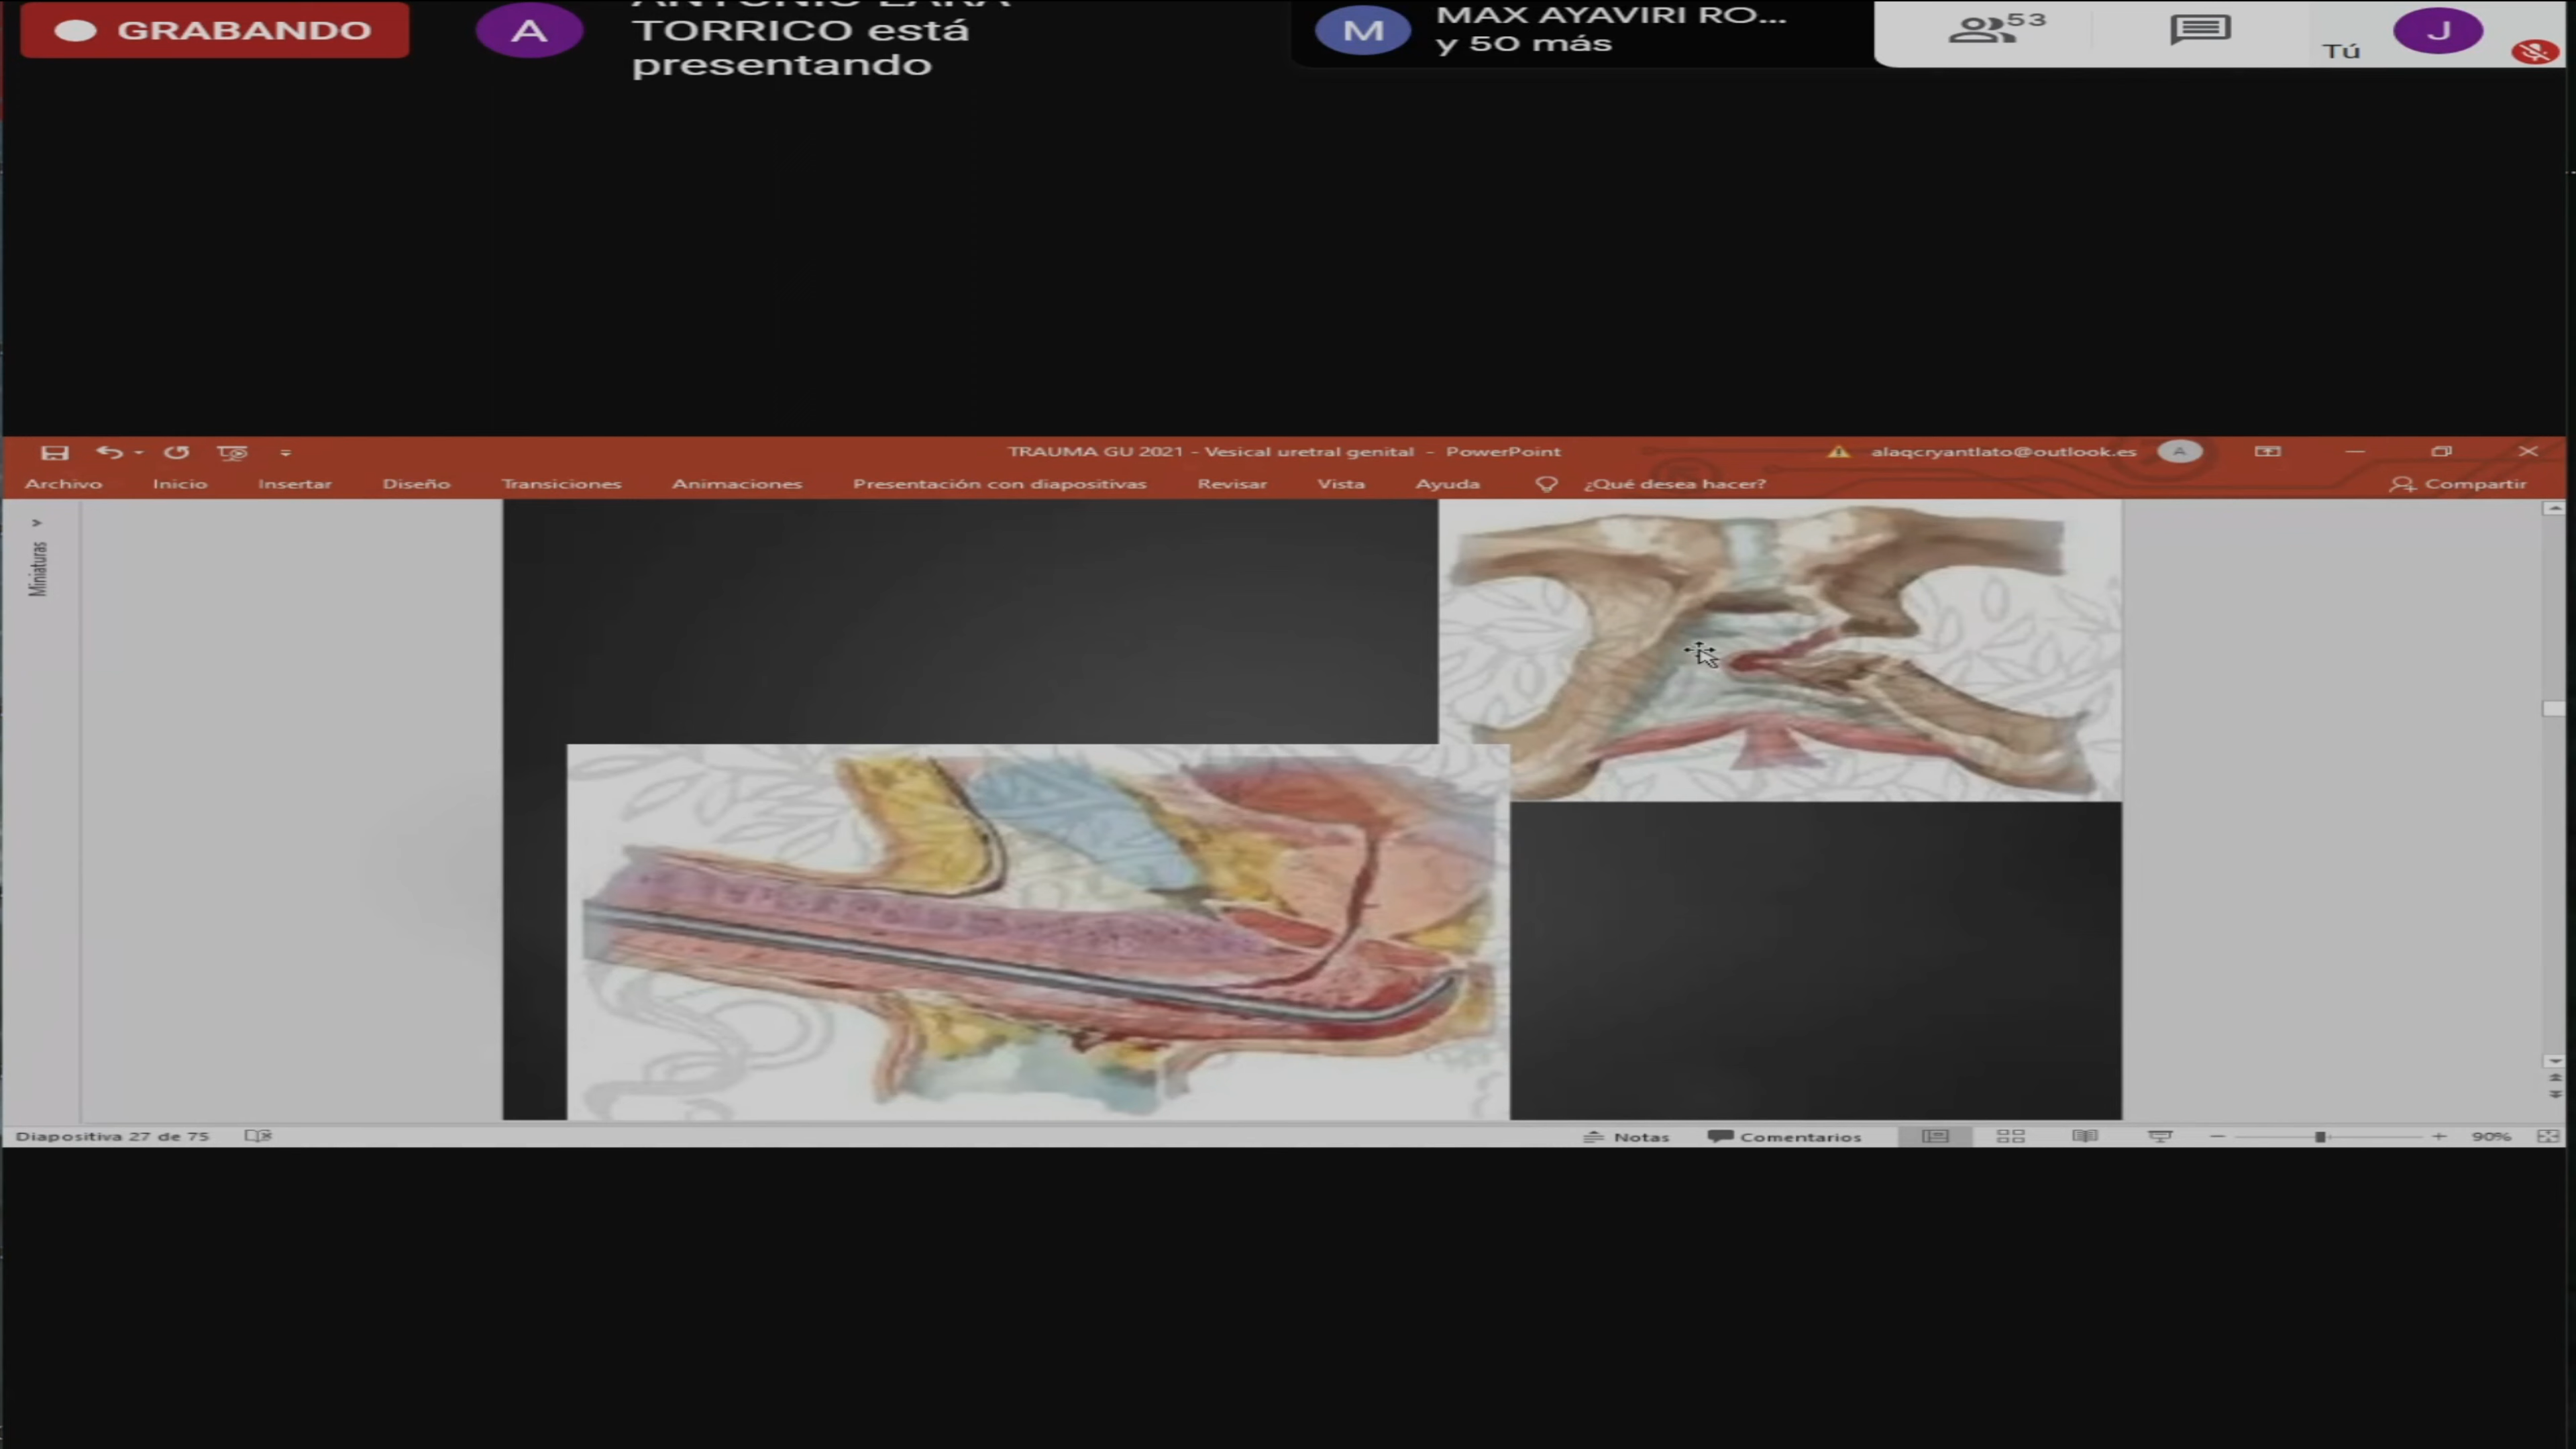 GRABANDO
A
TORRICO está
presentando
M
MAX AYAVIRI RO...
y 50 más
53
Tú
J
TRAUMA GU 2021 - Vesical uretral genital - PowerPoint
alaqcryantlato@outlook.es
A
Archivo Inicio Insertar Diseño Transiciones Animaciones Presentación con diapositivas Revisar Vista Ayuda ¿Qué desea hacer? Compartir
Miniaturas
Diapositiva 27 de 75
Notas Comentarios 90%